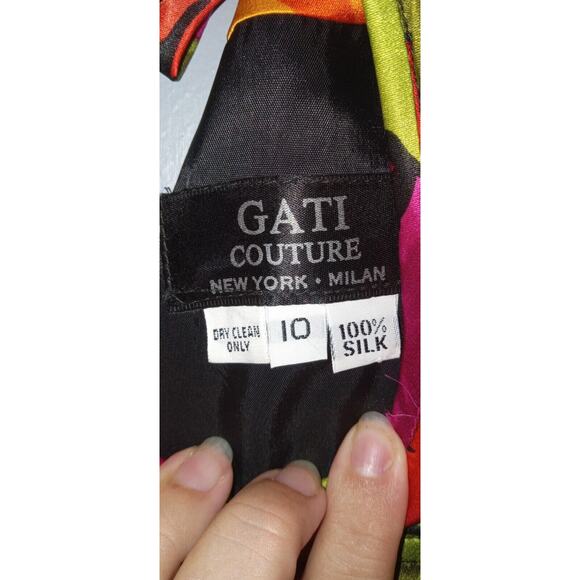 GATI
COUTURE
NEW YORK • MILAN
DRY CLEAN
ONLY
10
100%
SILK